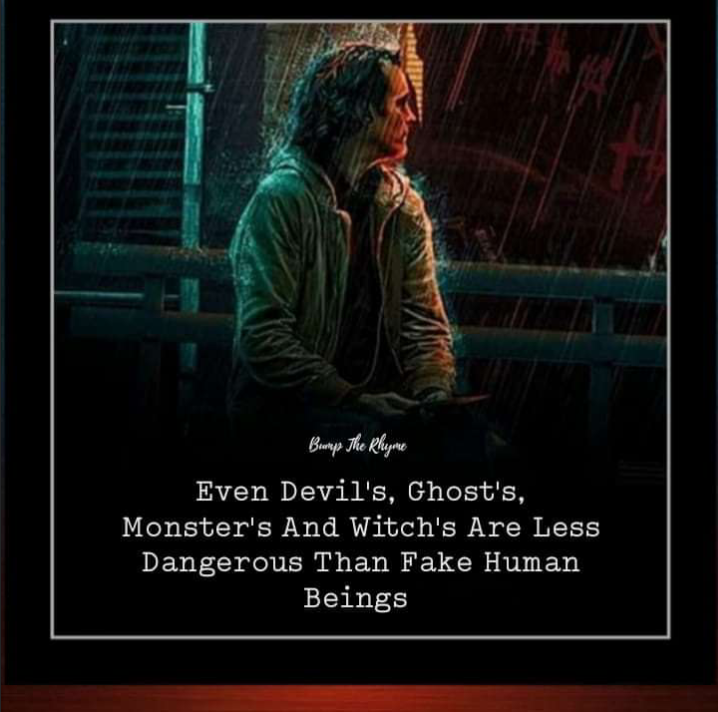 Bump The Rhyme
Even Devil's, Ghost's,
Monster's And Witch's Are Less
Dangerous Than Fake Human
Beings